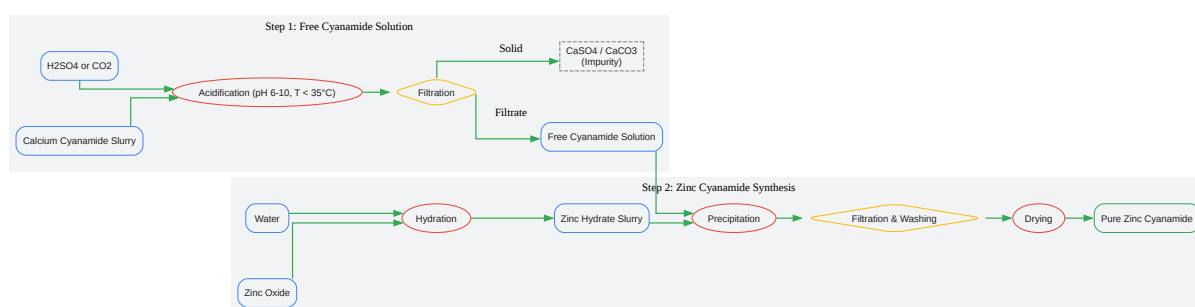 Step 1: Free Cyanamide Solution
H2SO4 or CO2
Calcium Cyanamide Slurry
Acidification (pH 6-10, T < 35°C)
Filtration
Solid
CaSO4 / CaCO3
(Impurity)
Filtrate
Free Cyanamide Solution
Step 2: Zinc Cyanamide Synthesis
Water
Zinc Oxide
Hydration
Zinc Hydrate Slurry
Precipitation
Filtration & Washing
Drying
Pure Zinc Cyanamide